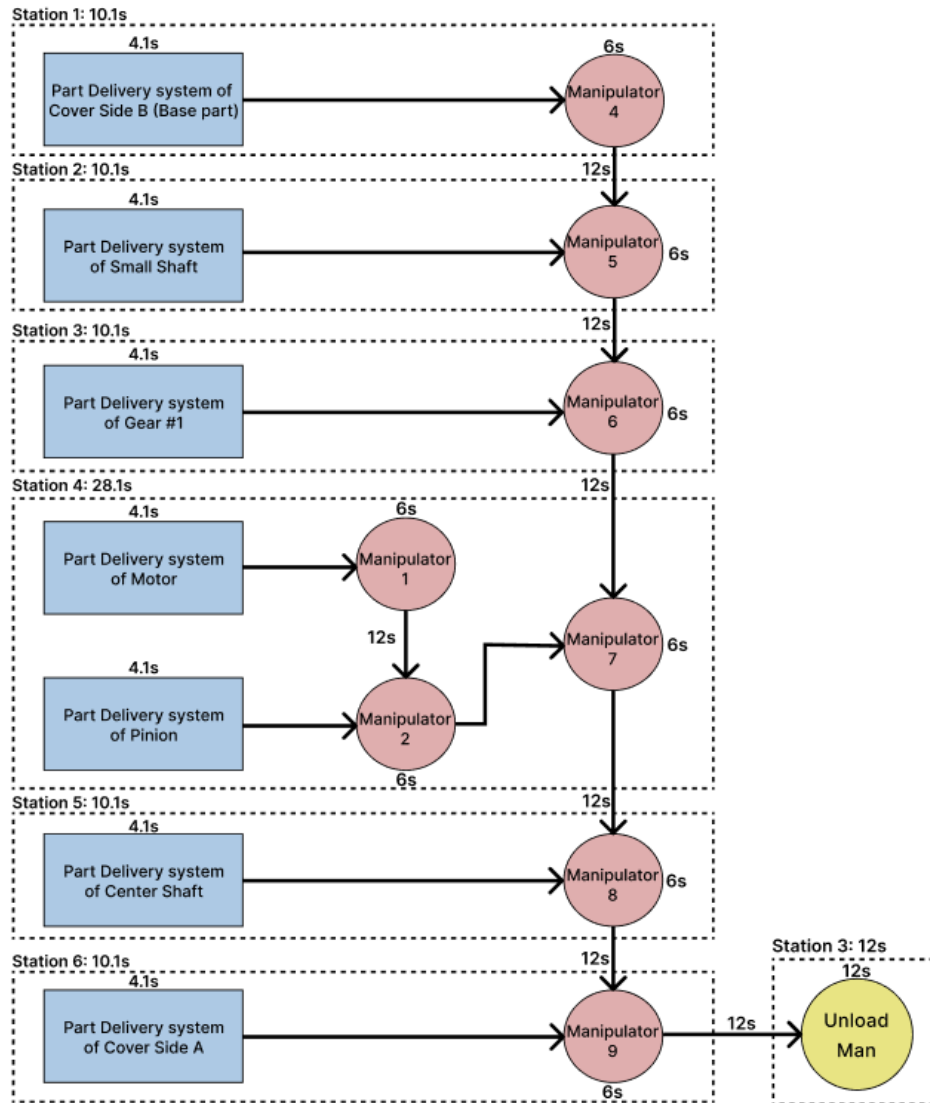 Station 1: 10.1s
4.1s
Part Delivery system of
Cover Side B (Base part)
6s
Manipulator
4
12s
Station 2: 10.1s
4.1s
Part Delivery system
of Small Shaft
Manipulator
5
6s
12s
Station 3: 10.1s
4.1s
Part Delivery system
of Gear #1
Manipulator
6
6s
12s
Station 4: 28.1s
4.1s
Part Delivery system
of Motor
6s
Manipulator
1
12s
Manipulator
7
6s
4.1s
Part Delivery system
of Pinion
Manipulator
2
6s
12s
Station 5: 10.1s
4.1s
Part Delivery system
of Center Shaft
Manipulator
8
6s
12s
Station 6: 10.1s
4.1s
Part Delivery system
of Cover Side A
Manipulator
9
6s
12s
Station 3: 12s
12s
Unload
Man